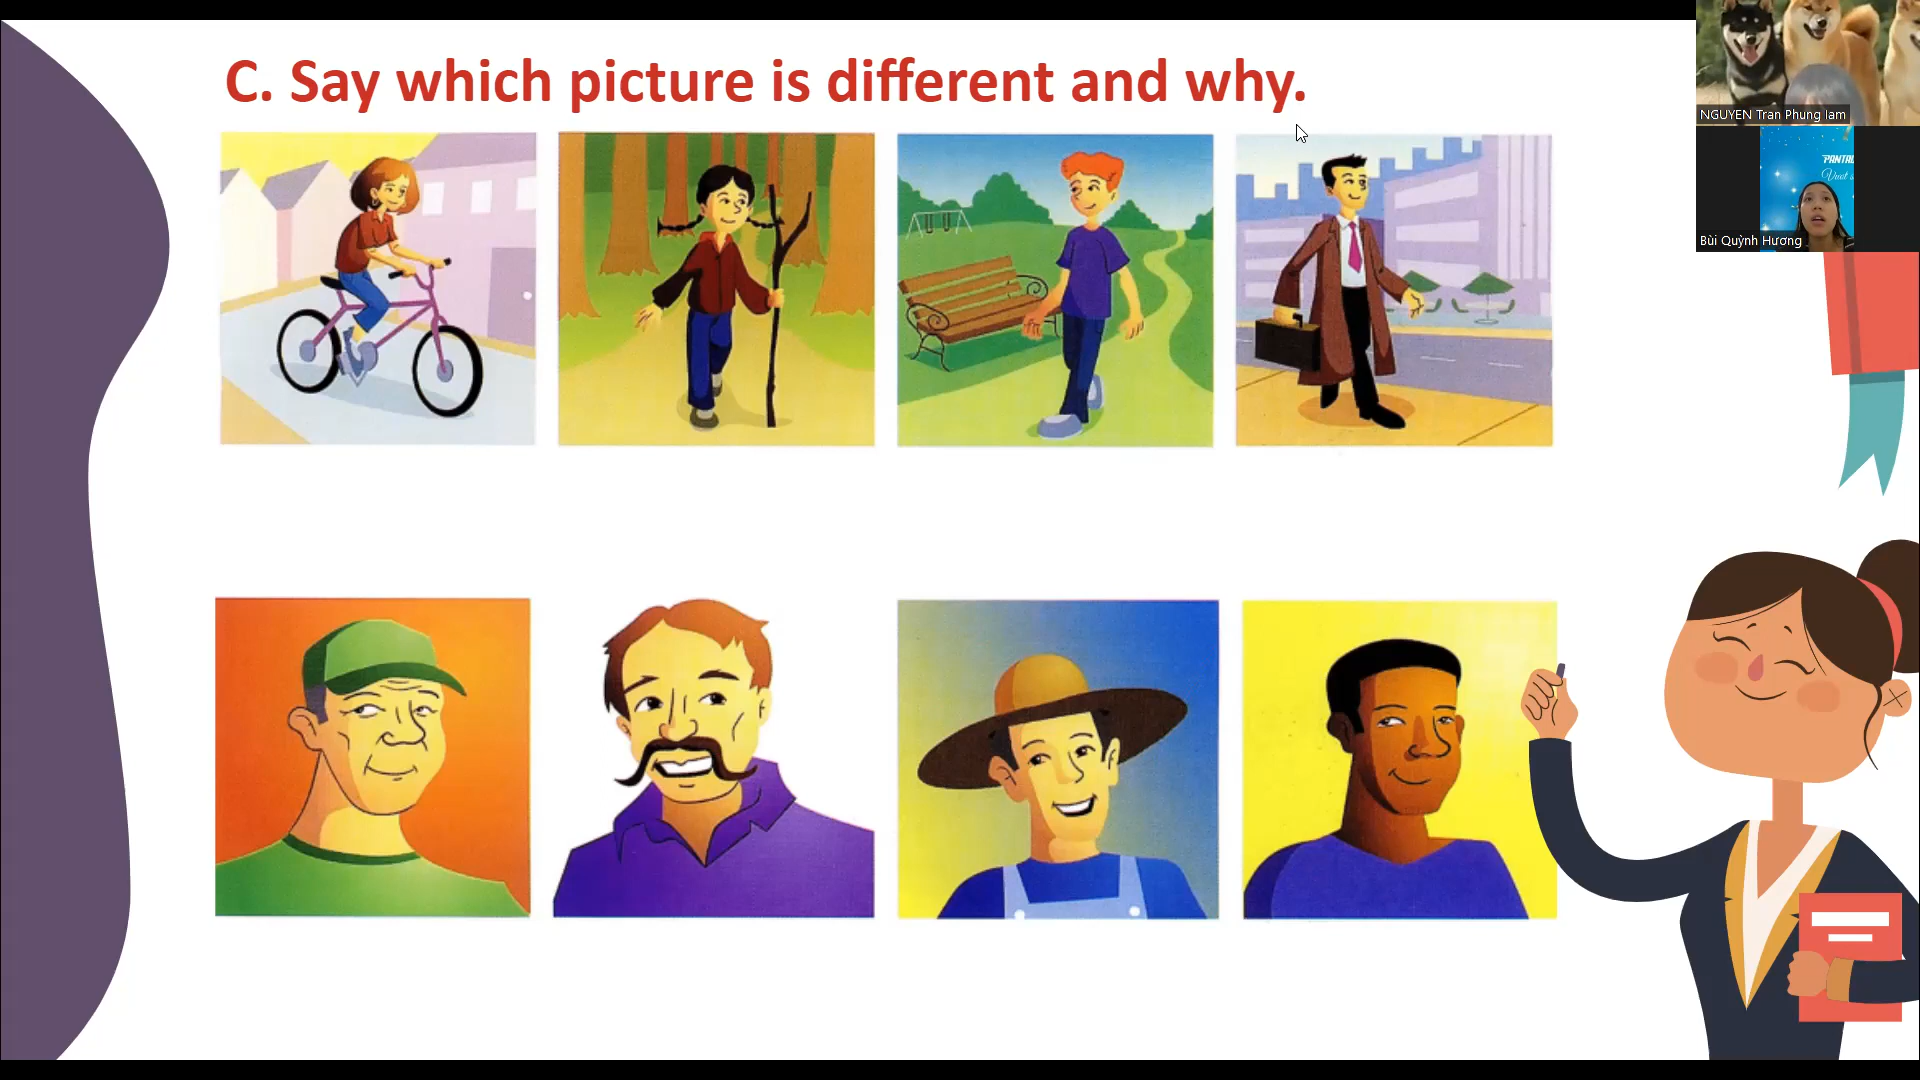 C. Say which picture is different and why.
NGUYEN Tran Phung lam
Bùi Quỳnh Hương